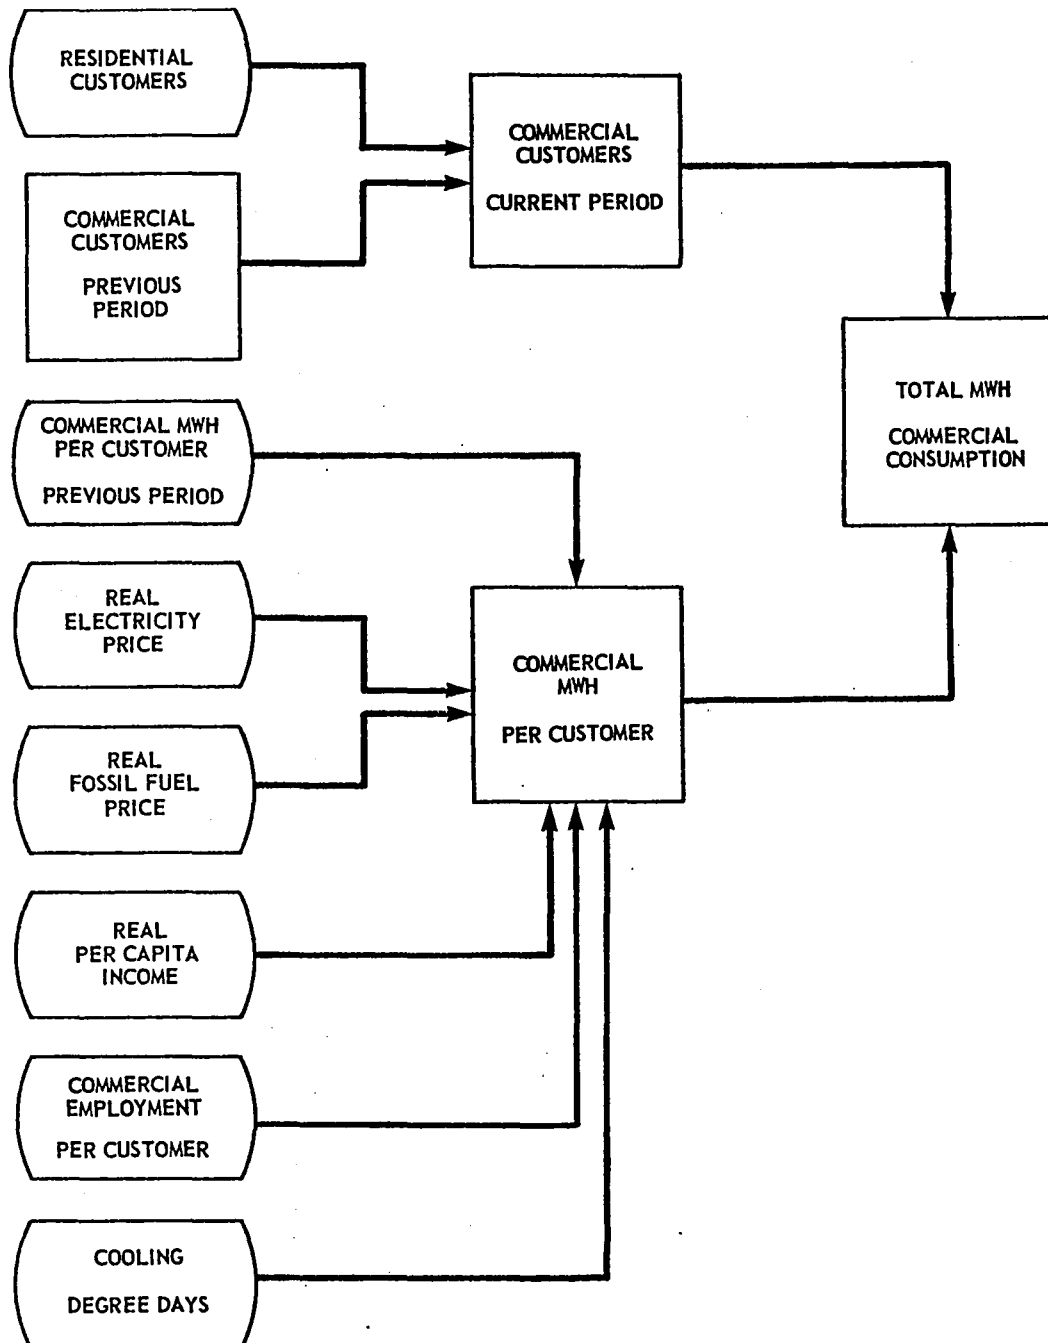 RESIDENTIAL
CUSTOMERS
COMMERCIAL
CUSTOMERS
CURRENT PERIOD
COMMERCIAL
CUSTOMERS
PREVIOUS
PERIOD
TOTAL MWH
COMMERCIAL
CONSUMPTION
COMMERCIAL MWH
PER CUSTOMER
PREVIOUS PERIOD
REAL
ELECTRICITY
PRICE
COMMERCIAL
MWH
PER CUSTOMER
REAL
FOSSIL FUEL
PRICE
REAL
PER CAPITA
INCOME
COMMERCIAL
EMPLOYMENT
PER CUSTOMER
COOLING
DEGREE DAYS